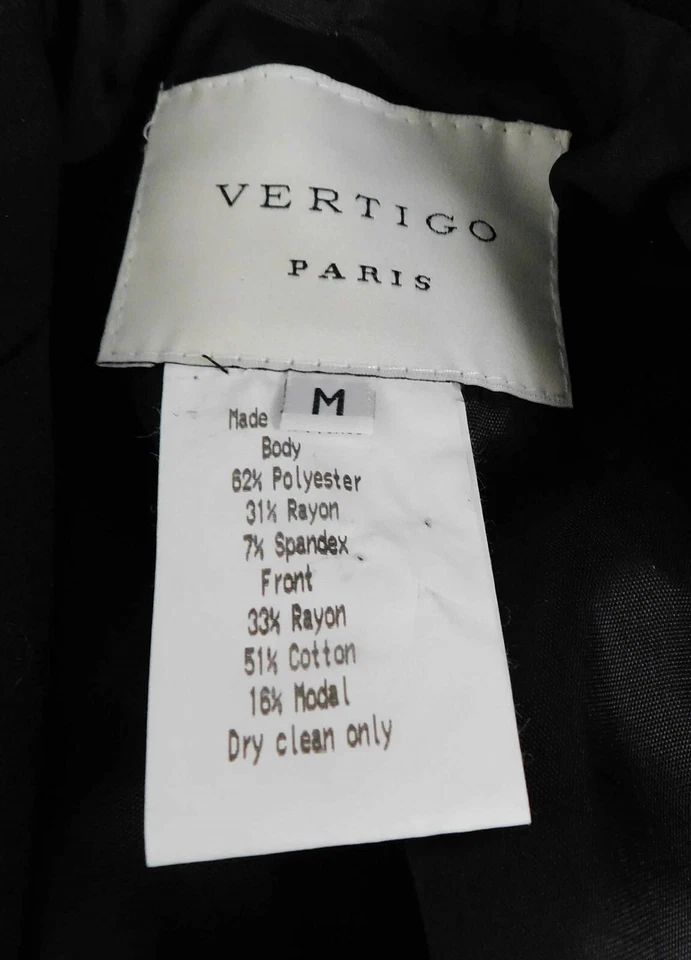 VERTIGO
PARIS
M
Made
Body
62% Polyester
31% Rayon
7% Spandex
Front
33% Rayon
51% Cotton
16% Modal
Dry clean only